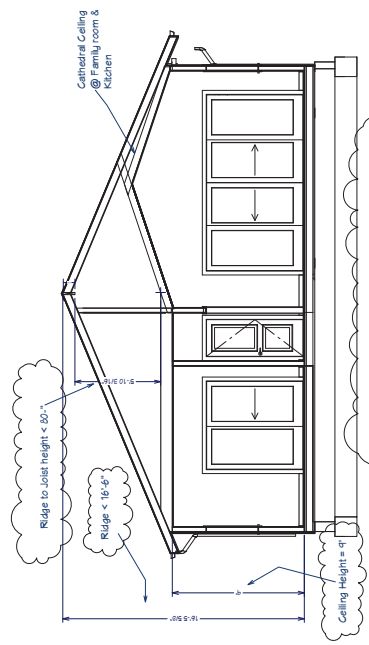 Cathedral Ceiling
@ Family room &
Kitchen
Ridge to Joist height < 80-"
5'-10 3/16"
Ridge < 16'-6"
9'
Ceiling Height = 9'
16'-5 5/8"